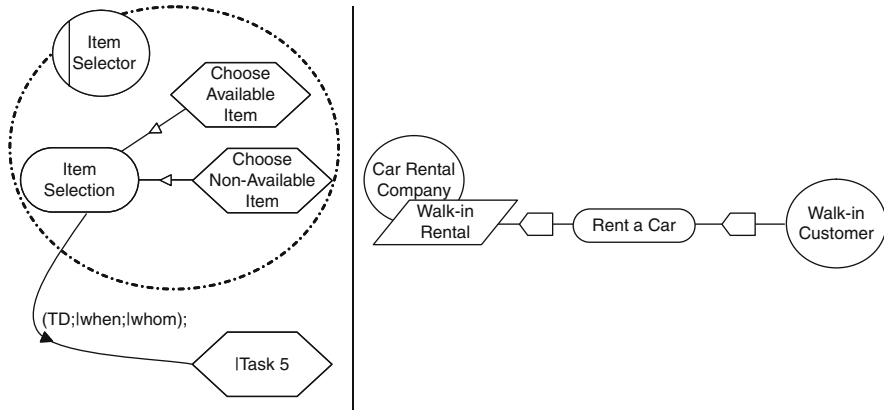 Item
Selector
Choose
Available
Item
Item
Selection
Choose
Non-Available
Item
(TD;|when;|whom);
|Task 5
Car Rental
Company
Walk-in
Rental
Rent a Car
Walk-in
Customer